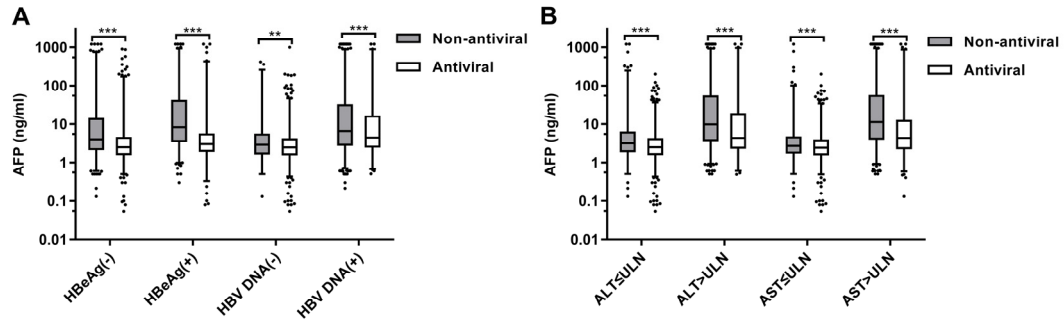 A
AFP (ng/ml)
1000
100
10
1
0.1
0.01
***
***
**
***
Non-antiviral
Antiviral
HBeAg(-)
HBeAg(+)
HBV DNA(-)
HBV DNA(+)
B
AFP (ng/ml)
1000
100
10
1
0.1
0.01
***
***
***
***
Non-antiviral
Antiviral
ALT≤ULN
ALT>ULN
AST≤ULN
AST>ULN